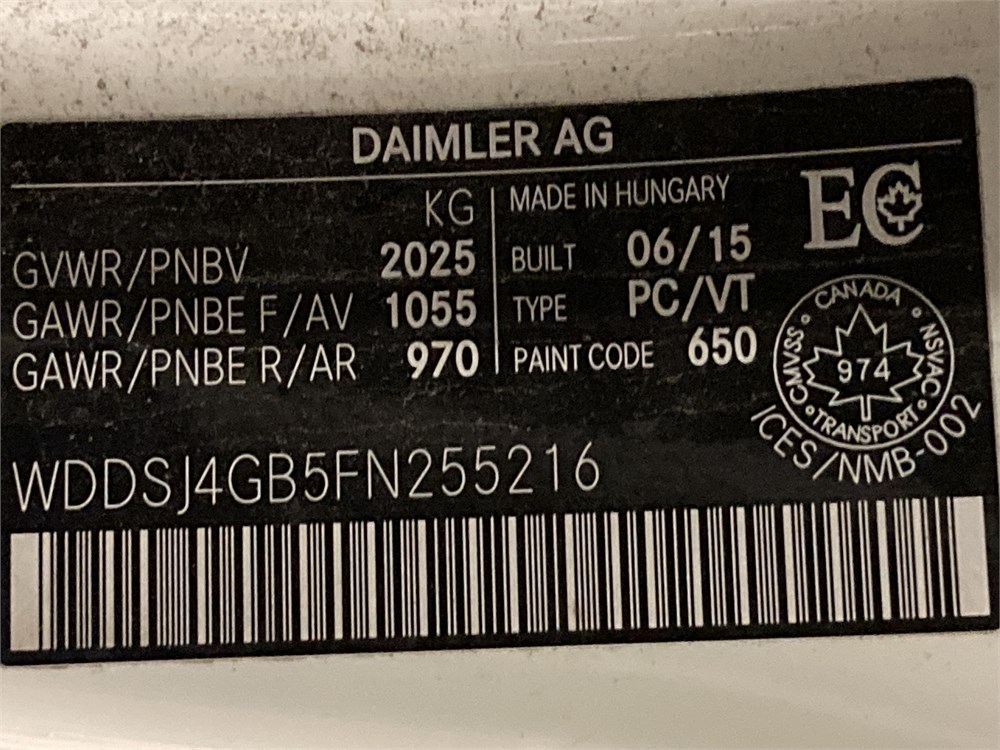 DAIMLER AG
KG
GVWR/PNBV 2025
GAWR/PNBE F/AV 1055
GAWR/PNBE R/AR 970
MADE IN HUNGARY
BUILT 06/15
TYPE PC/VT
PAINT CODE 650
EC
CANADA
CMVSS • NSVAC
974
TRANSPORT
ICES/NMB-002
WDDSJ4GB5FN255216